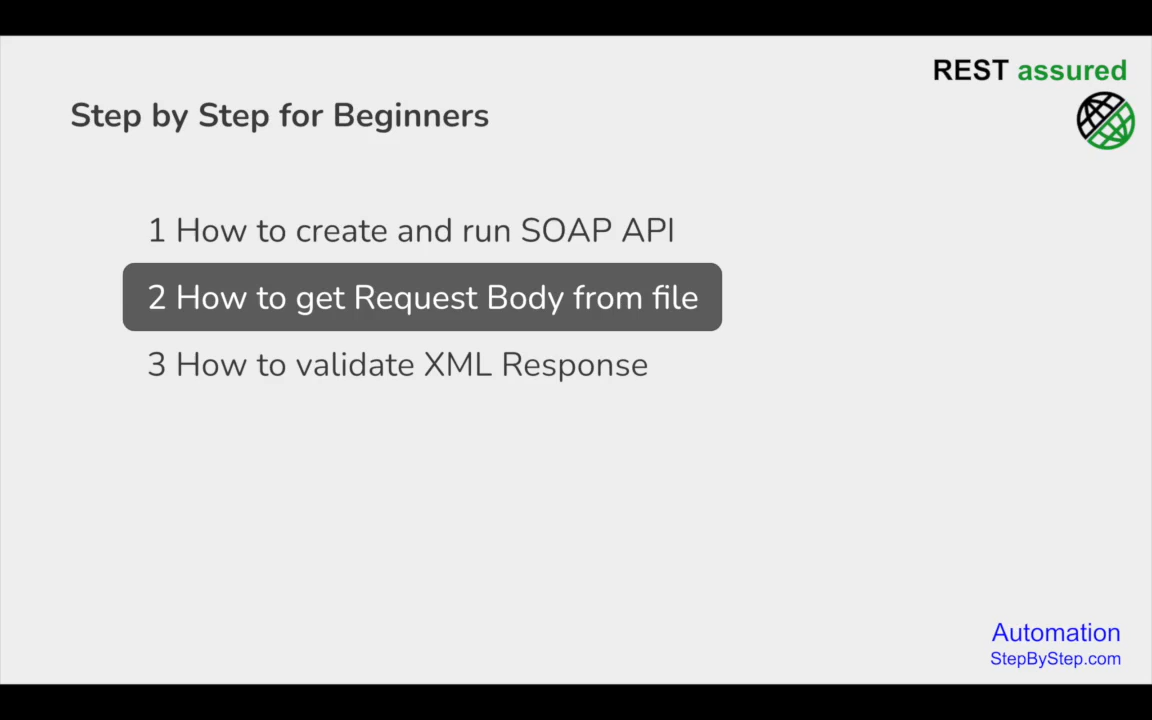 REST assured
Step by Step for Beginners
1 How to create and run SOAP API
2 How to get Request Body from file
3 How to validate XML Response
Automation
StepByStep.com